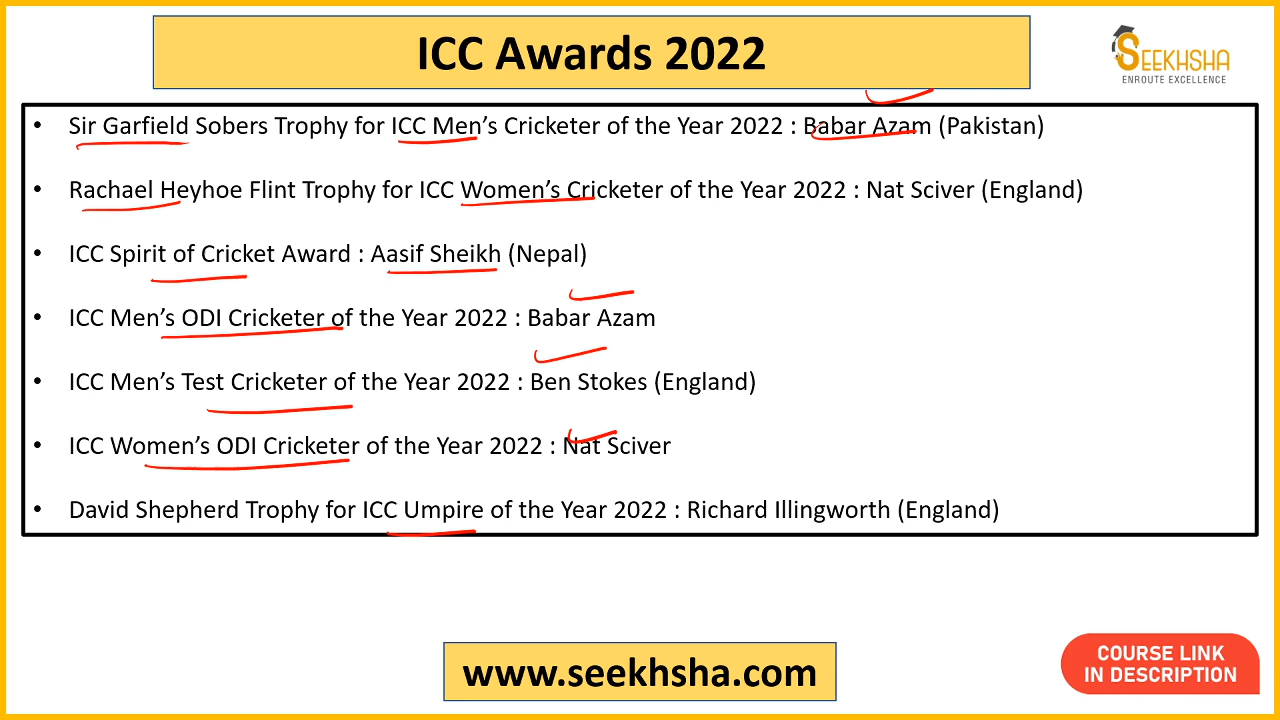 ICC Awards 2022
SEEKHSHA
ENROUTE EXCELLENCE
• Sir Garfield Sobers Trophy for ICC Men's Cricketer of the Year 2022 : Babar Azam (Pakistan)
• Rachael Heyhoe Flint Trophy for ICC Women's Cricketer of the Year 2022 : Nat Sciver (England)
• ICC Spirit of Cricket Award : Aasif Sheikh (Nepal)
• ICC Men's ODI Cricketer of the Year 2022 : Babar Azam
• ICC Men's Test Cricketer of the Year 2022 : Ben Stokes (England)
• ICC Women's ODI Cricketer of the Year 2022 : Nat Sciver
• David Shepherd Trophy for ICC Umpire of the Year 2022 : Richard Illingworth (England)
www.seekhsha.com
COURSE LINK
IN DESCRIPTION